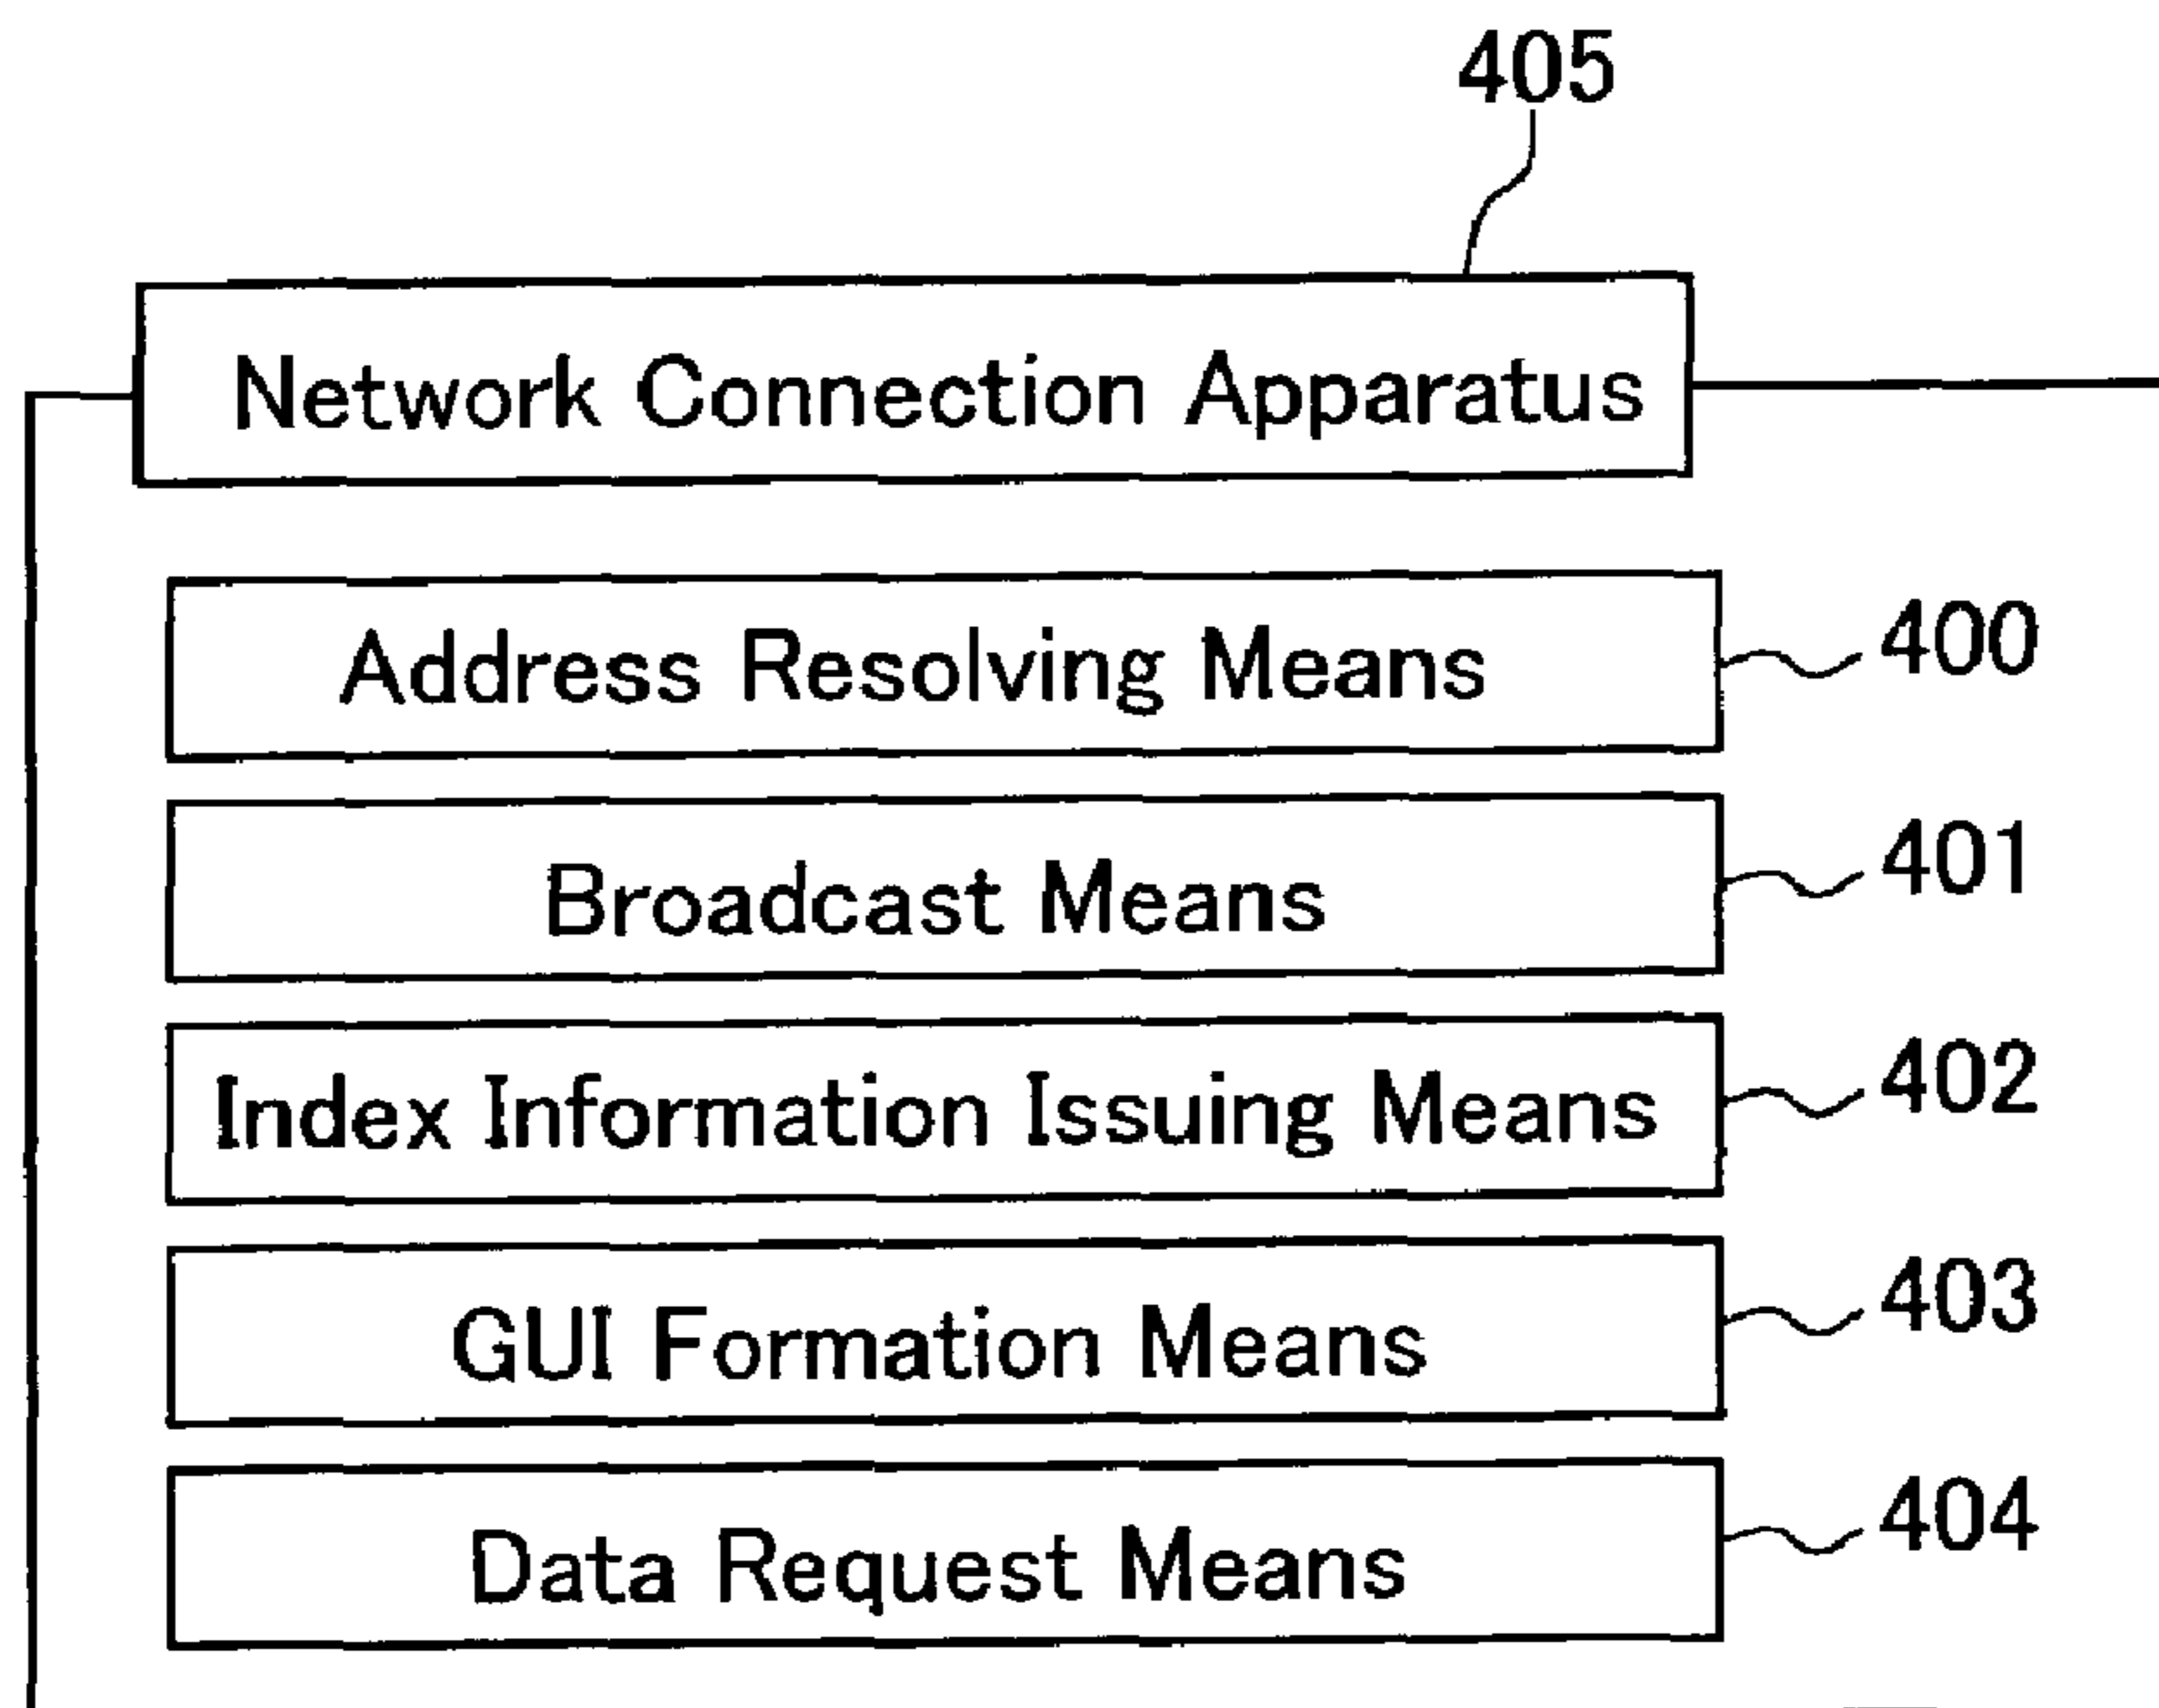 405
Network Connection Apparatus
Address Resolving Means 400
Broadcast Means 401
Index Information Issuing Means 402
GUI Formation Means 403
Data Request Means 404